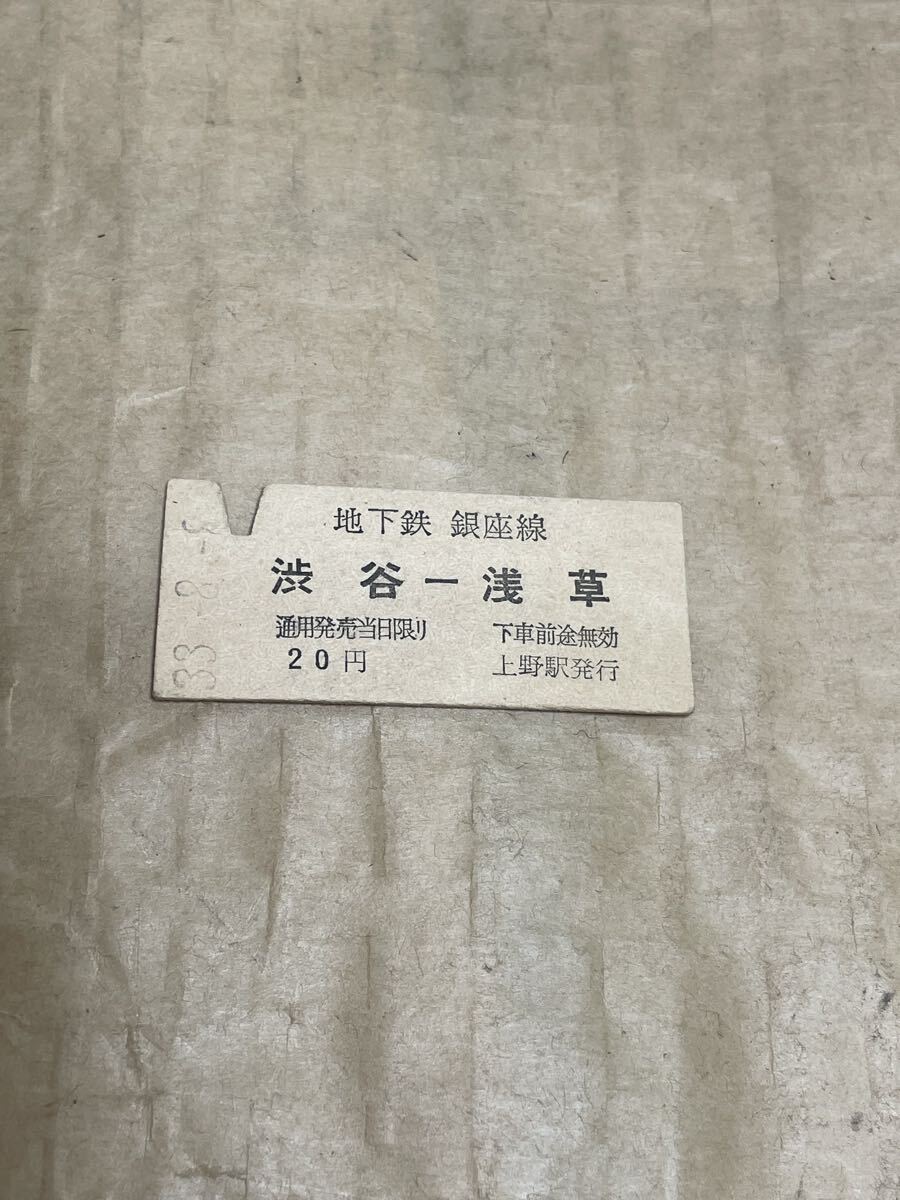 地下鉄 銀座線
渋谷ー浅草
通用発売当日限り 下車前途無効
20円 上野駅発行
33